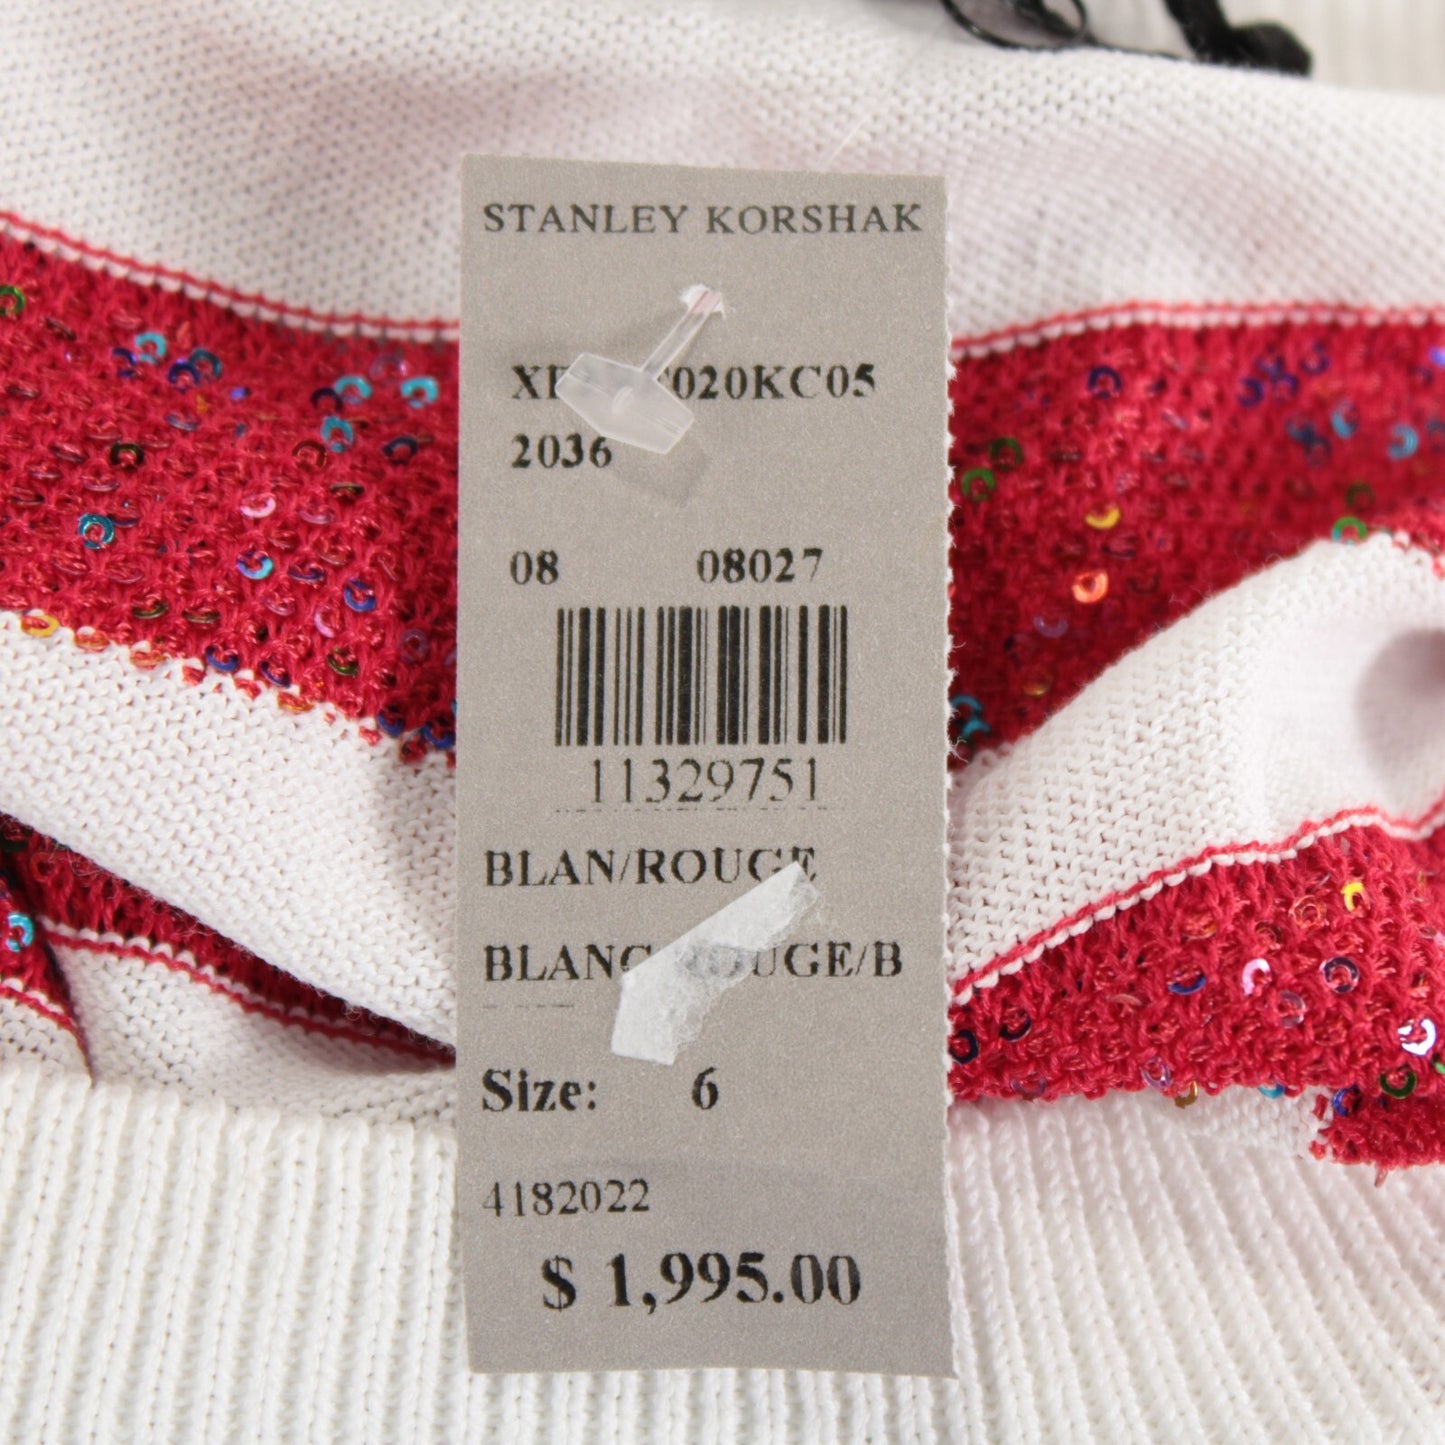 STANLEY KORSHAK
2036
08 08027
11329751
BLAN/ROUGE
Size: 6
4182022
$ 1,995.00